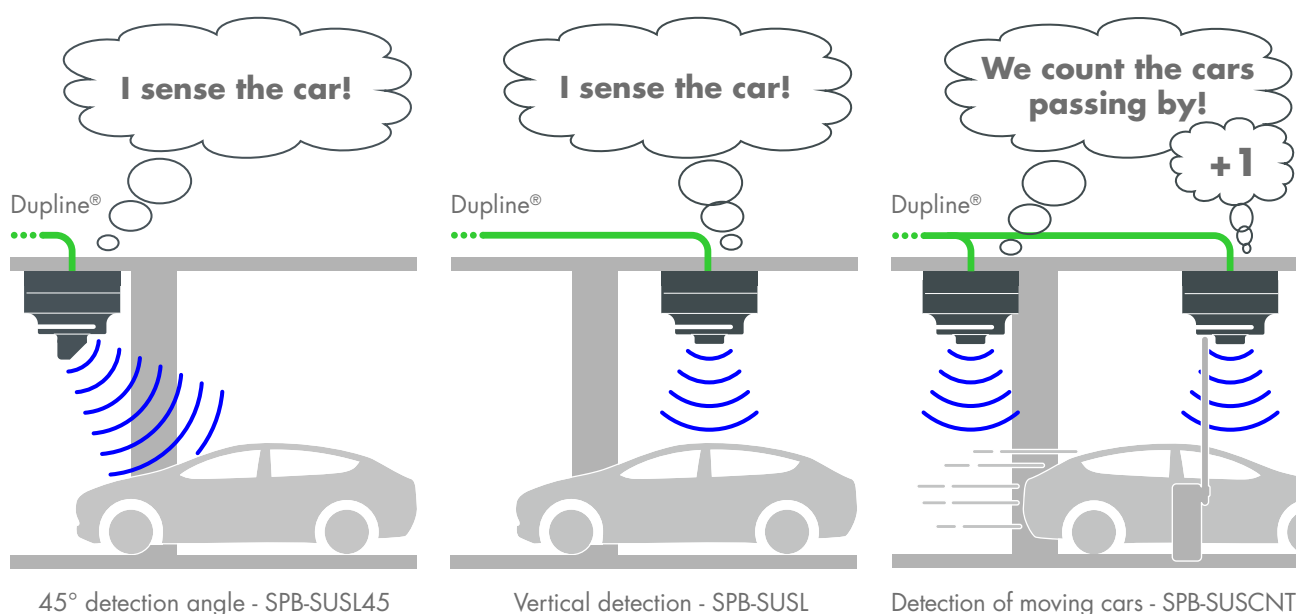 I sense the car!
I sense the car!
We count the cars
passing by!
+1
Dupline®
Dupline®
Dupline®
45° detection angle - SPB-SUSL45
Vertical detection - SPB-SUSL
Detection of moving cars - SPB-SUSCNT